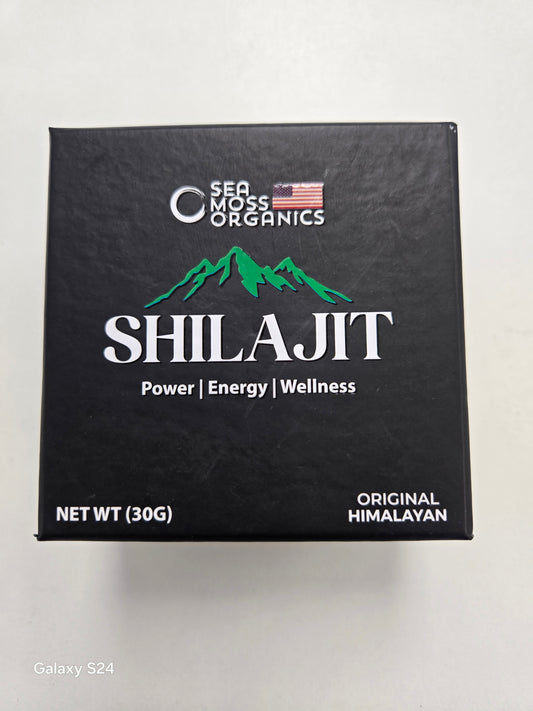 SEA
MOSS
ORGANICS
SHILAJIT
Power | Energy | Wellness
NET WT (30G)
ORIGINAL
HIMALAYAN
Galaxy S24